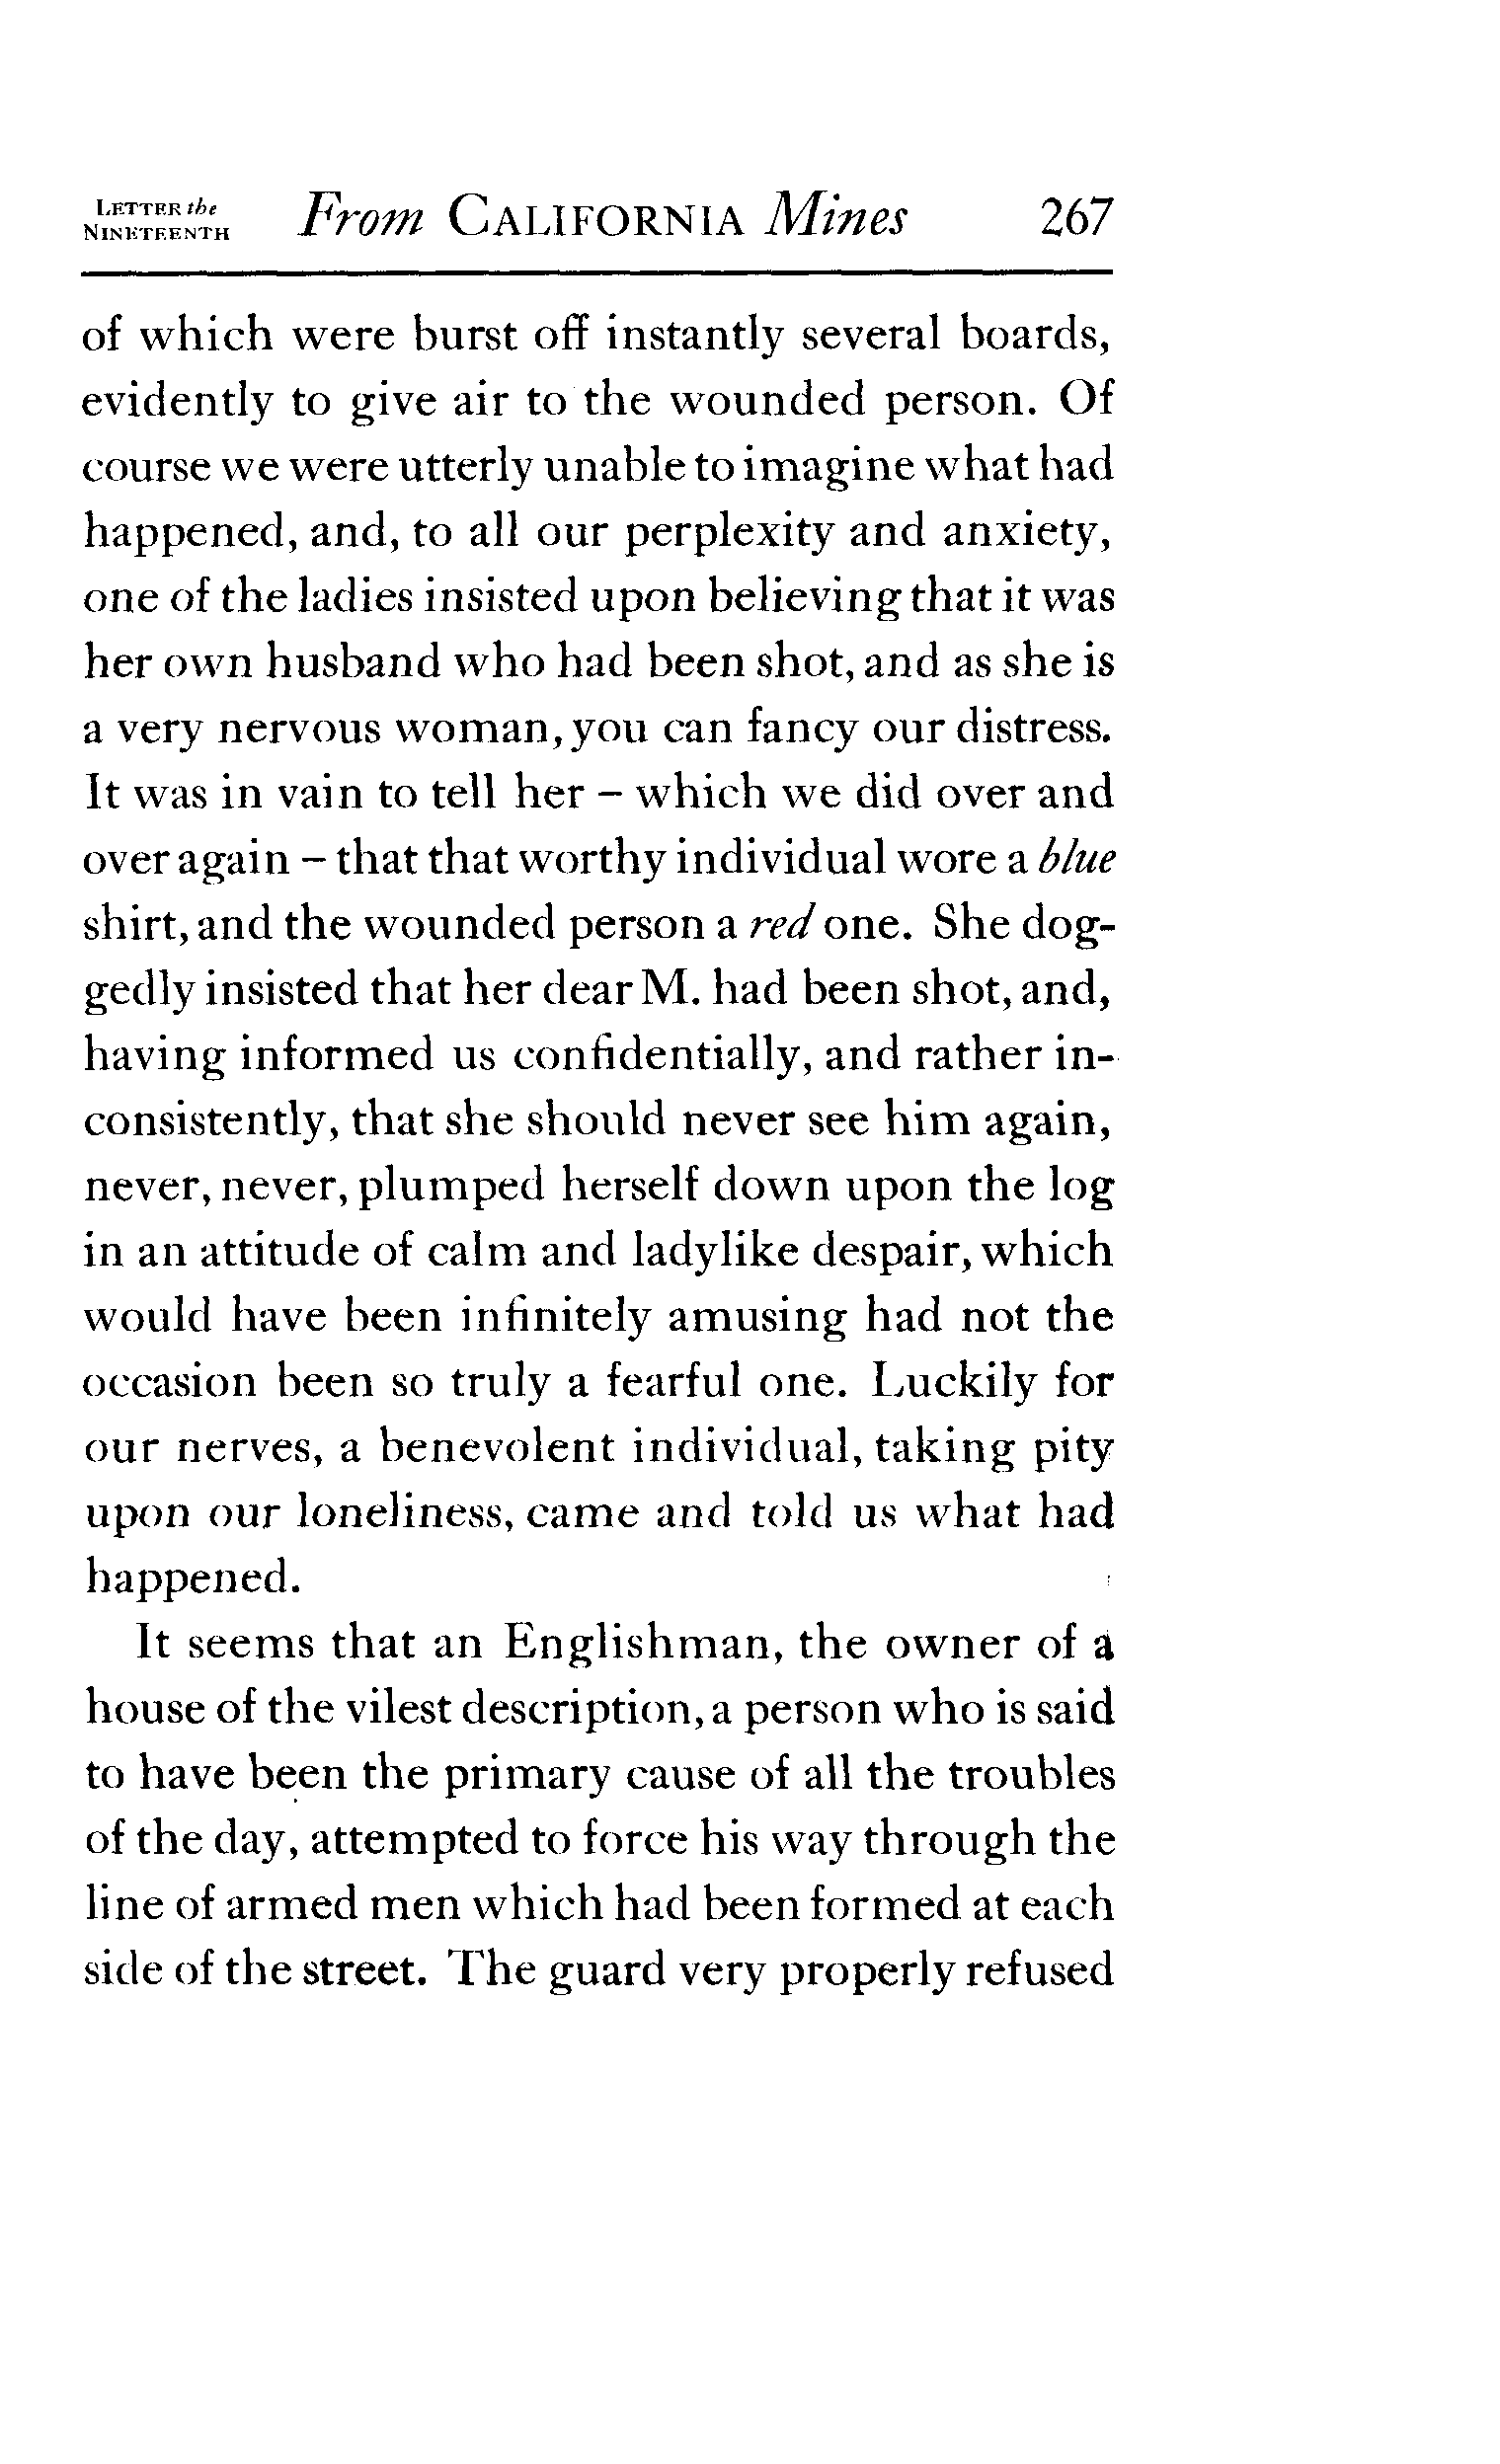 LETTER the
NINETEENTH
From CALIFORNIA Mines 267
of which were burst off instantly several boards,
evidently to give air to the wounded person. Of
course we were utterly unable to imagine what had
happened, and, to all our perplexity and anxiety,
one of the ladies insisted upon believing that it was
her own husband who had been shot, and as she is
a very nervous woman, you can fancy our distress.
It was in vain to tell her – which we did over and
over again – that that worthy individual wore a blue
shirt, and the wounded person a red one. She dog-
gedly insisted that her dear M. had been shot, and,
having informed us confidentially, and rather in-
consistently, that she should never see him again,
never, never, plumped herself down upon the log
in an attitude of calm and ladylike despair, which
would have been infinitely amusing had not the
occasion been so truly a fearful one. Luckily for
our nerves, a benevolent individual, taking pity
upon our loneliness, came and told us what had
happened.
It seems that an Englishman, the owner of a
house of the vilest description, a person who is said
to have been the primary cause of all the troubles
of the day, attempted to force his way through the
line of armed men which had been formed at each
side of the street. The guard very properly refused